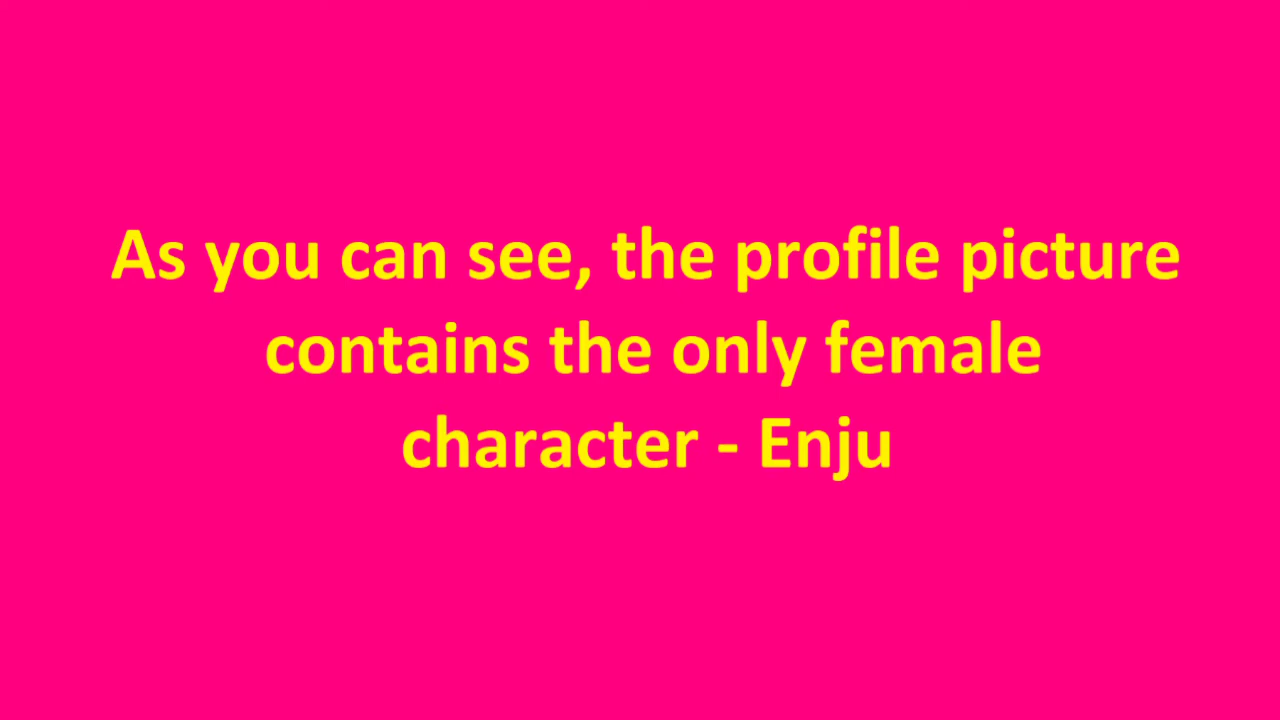 As you can see, the profile picture
contains the only female
character - Enju